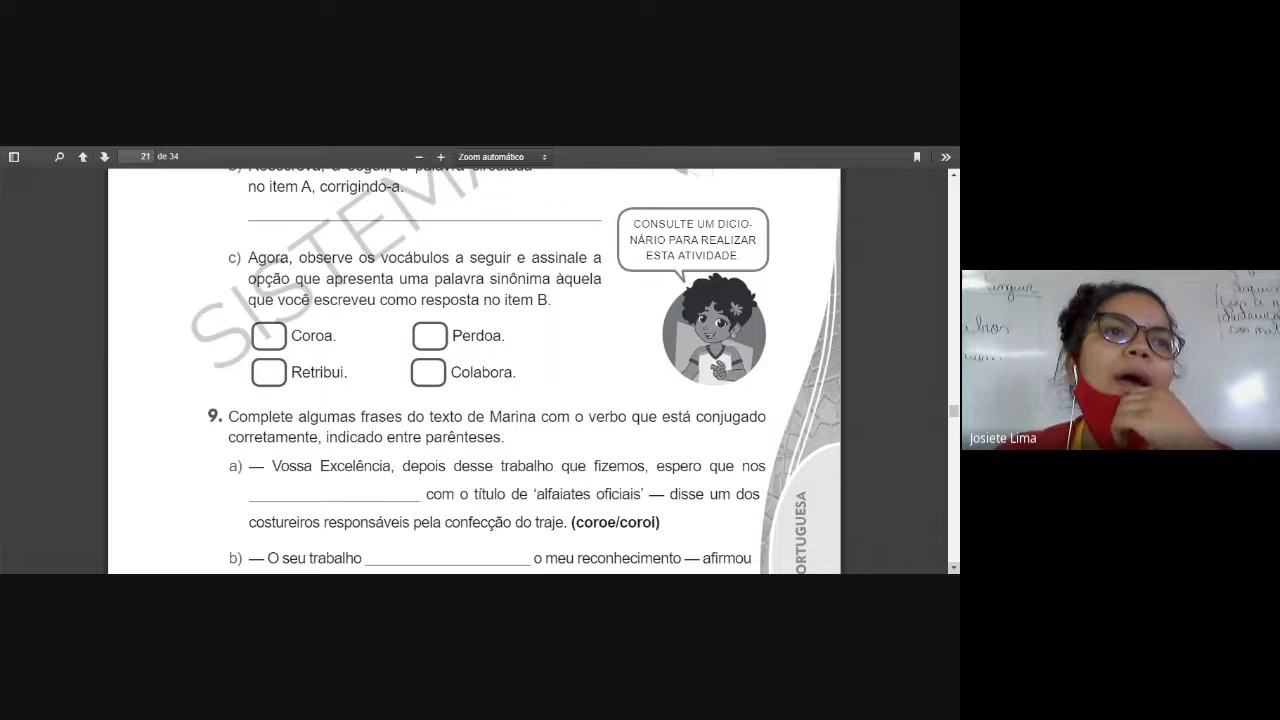 21 de 34
Zoom automático
no item A, corrigindo-a.
CONSULTE UM DICIO-
NÁRIO PARA REALIZAR
ESTA ATIVIDADE.
c) Agora, observe os vocábulos a seguir e assinale a
opção que apresenta uma palavra sinônima àquela
que você escreveu como resposta no item B.
Coroa. Perdoa.
Retribui. Colabora.
9. Complete algumas frases do texto de Marina com o verbo que está conjugado
corretamente, indicado entre parênteses.
a) — Vossa Excelência, depois desse trabalho que fizemos, espero que nos
com o título de ‘alfaiates oficiais’ — disse um dos
costureiros responsáveis pela confecção do traje. (coroe/coroi)
b) — O seu trabalho o meu reconhecimento — afirmou
SISTEMA
ORTUGUESA
Josiete Lima